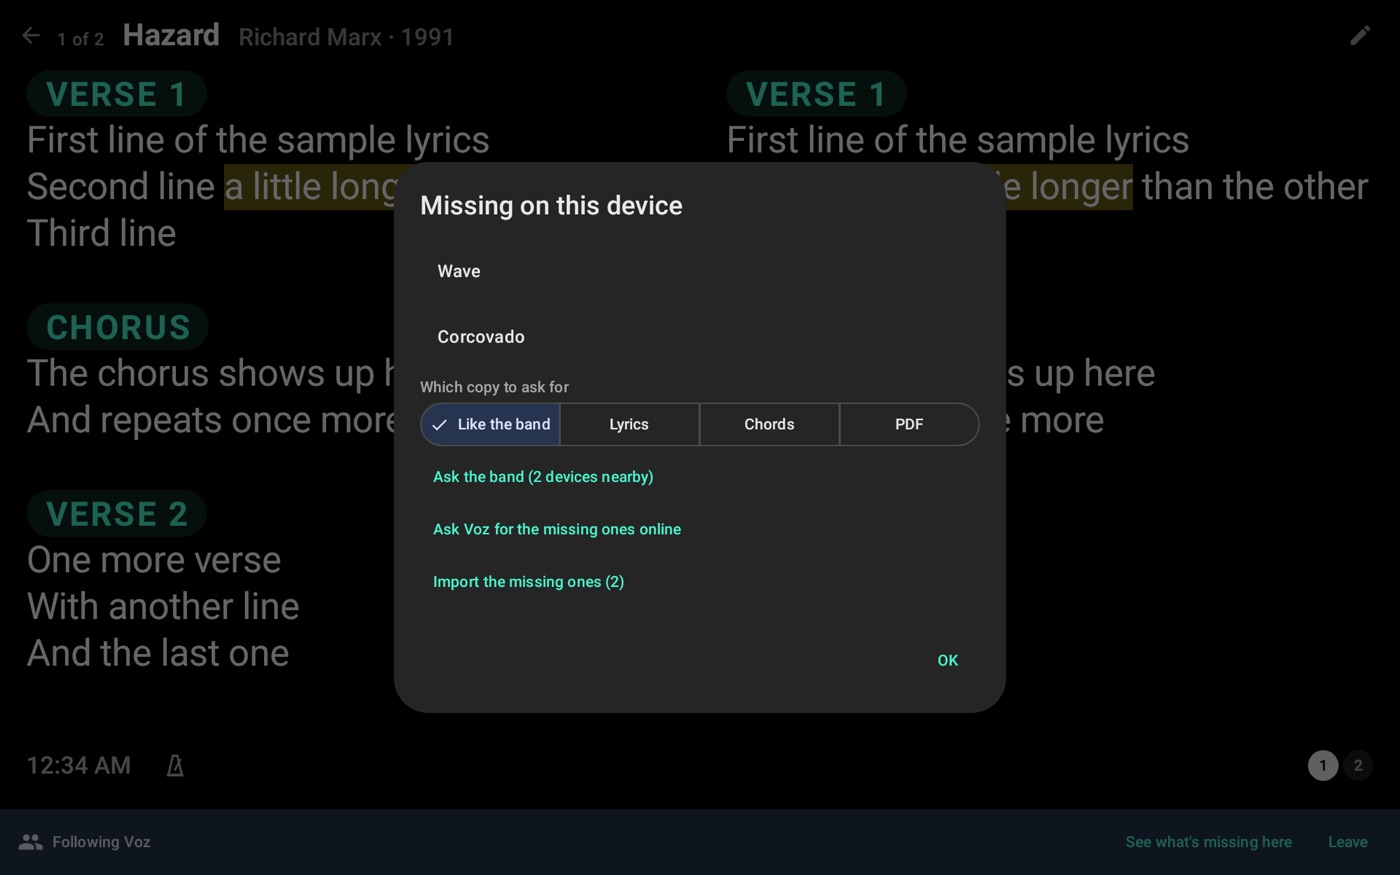 1 of 2 Hazard Richard Marx · 1991
VERSE 1
First line of the sample lyrics
Second line a little long
Third line
CHORUS
The chorus shows up h
And repeats once more
VERSE 2
One more verse
With another line
And the last one
VERSE 1
First line of the sample lyrics
e longer than the other
s up here
more
Missing on this device
Wave
Corcovado
Which copy to ask for
Like the band Lyrics Chords PDF
Ask the band (2 devices nearby)
Ask Voz for the missing ones online
Import the missing ones (2)
OK
12:34 AM
1 2
Following Voz
See what's missing here Leave